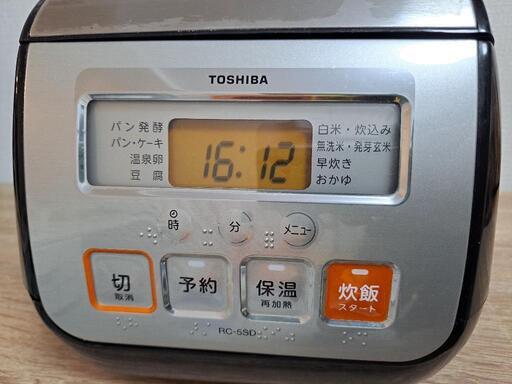 TOSHIBA
パン発酵
パン・ケーキ
温泉卵
豆腐
16:12
白米・炊込み
無洗米・発芽玄米
早炊き
おかゆ
時
分
メニュー
切
取消
予約
保温
再加熱
炊飯
スタート
RC-5SD